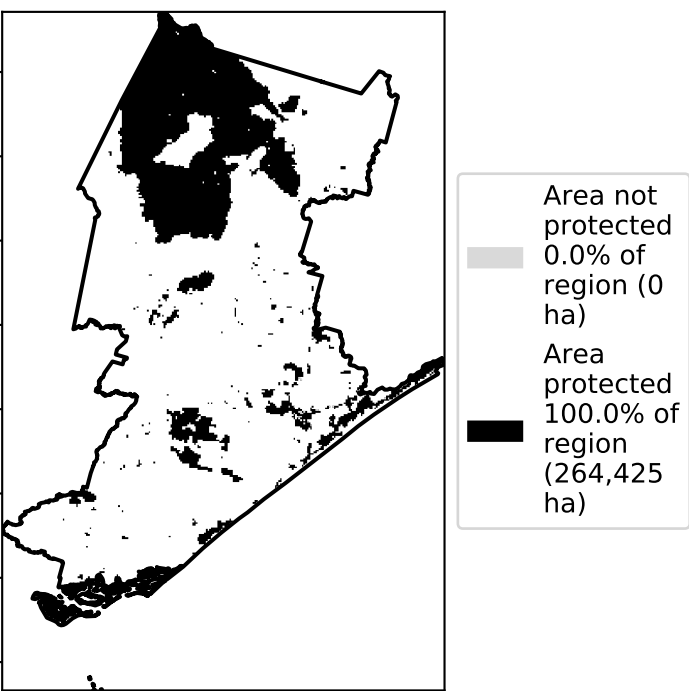 Area not
protected
0.0% of
region (0
ha)
Area
protected
100.0% of
region
(264,425
ha)